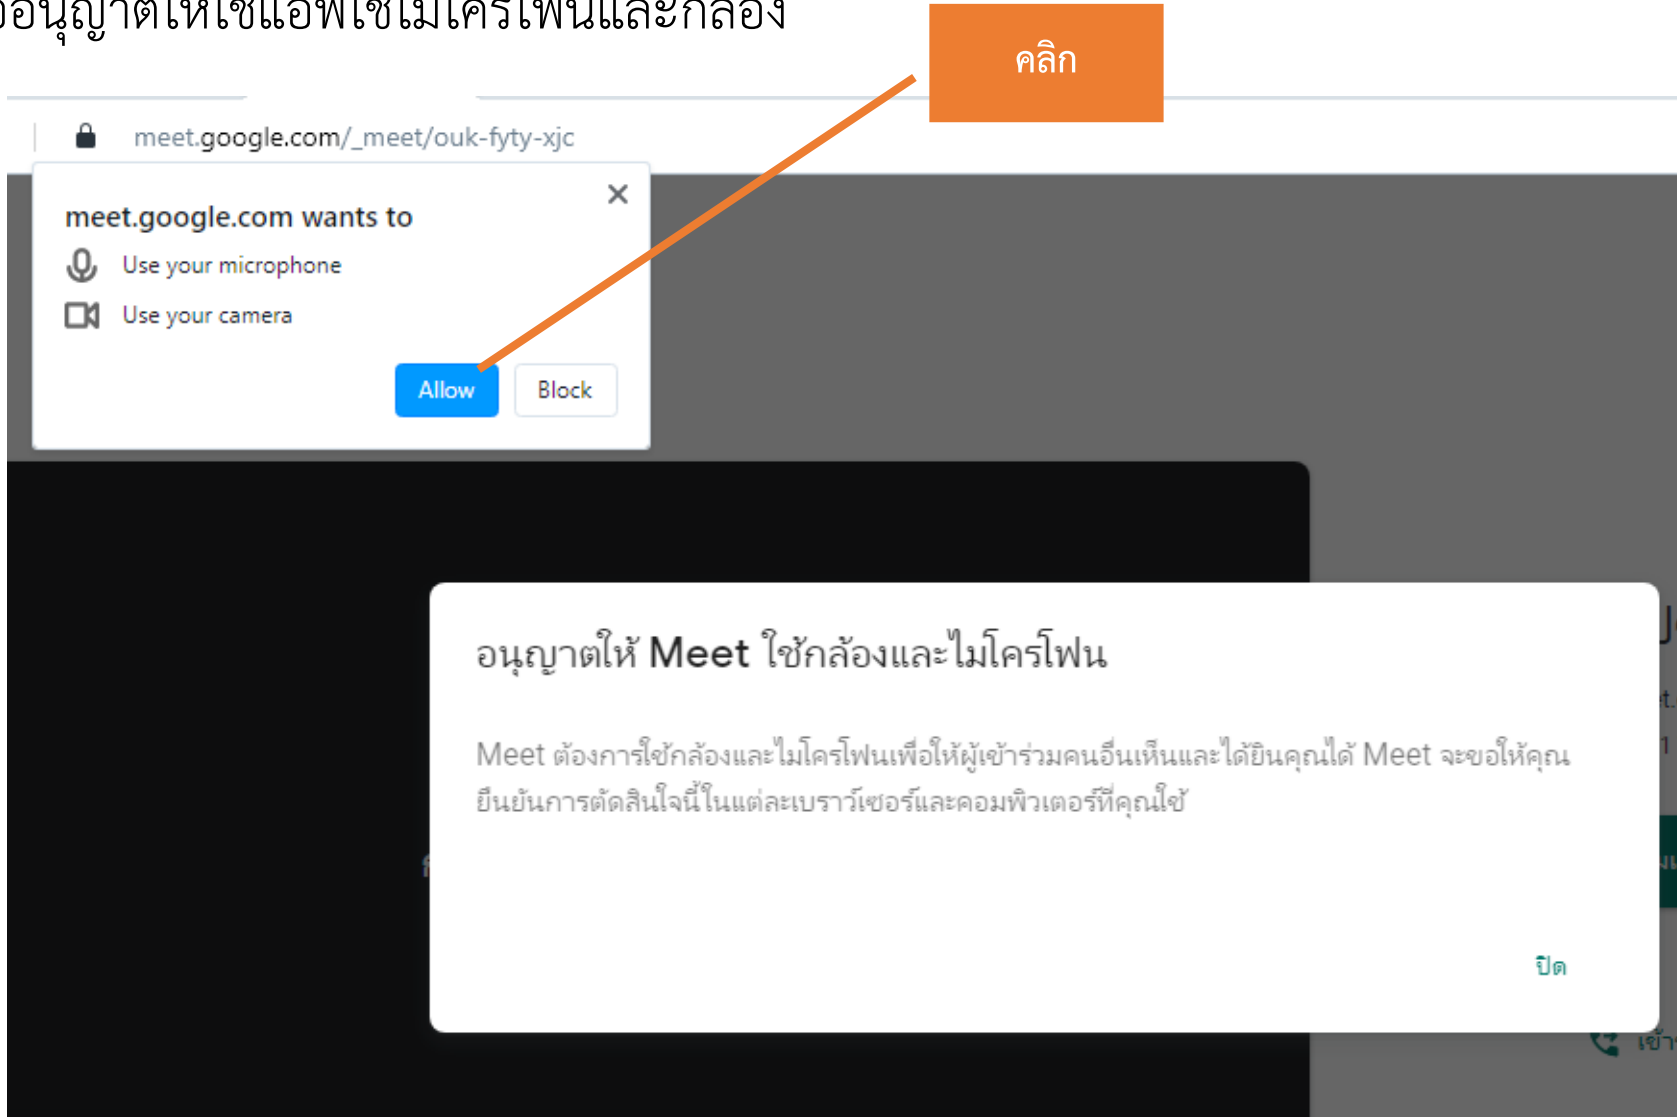 อนุญาตให้ใช้แอพใช้ไมโครโฟนและกล้อง
คลิก
meet.google.com/_meet/ouk-fyty-xjc
meet.google.com wants to
Use your microphone
Use your camera
Allow
Block
อนุญาตให้ Meet ใช้กล้องและไมโครโฟน
Meet ต้องการใช้กล้องและไมโครโฟนเพื่อให้ผู้เข้าร่วมคนอื่นเห็นและได้ยินคุณได้ Meet จะขอให้คุณ
ยืนยันการตัดสินใจนี้ในแต่ละเบราว์เซอร์และคอมพิวเตอร์ที่คุณใช้
ปิด